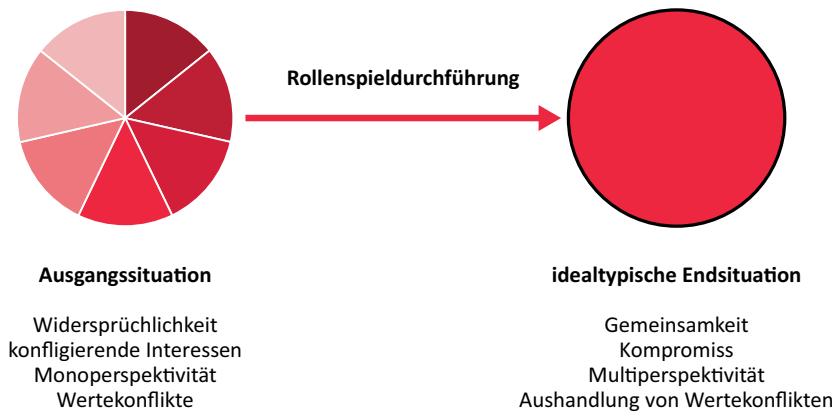 Rollenspieldurchführung
Ausgangssituation
Widersprüchlichkeit
konfligierende Interessen
Monoperspektivität
Wertekonflikte
idealtypische Endsituation
Gemeinsamkeit
Kompromiss
Multiperspektivität
Aushandlung von Wertekonflikten